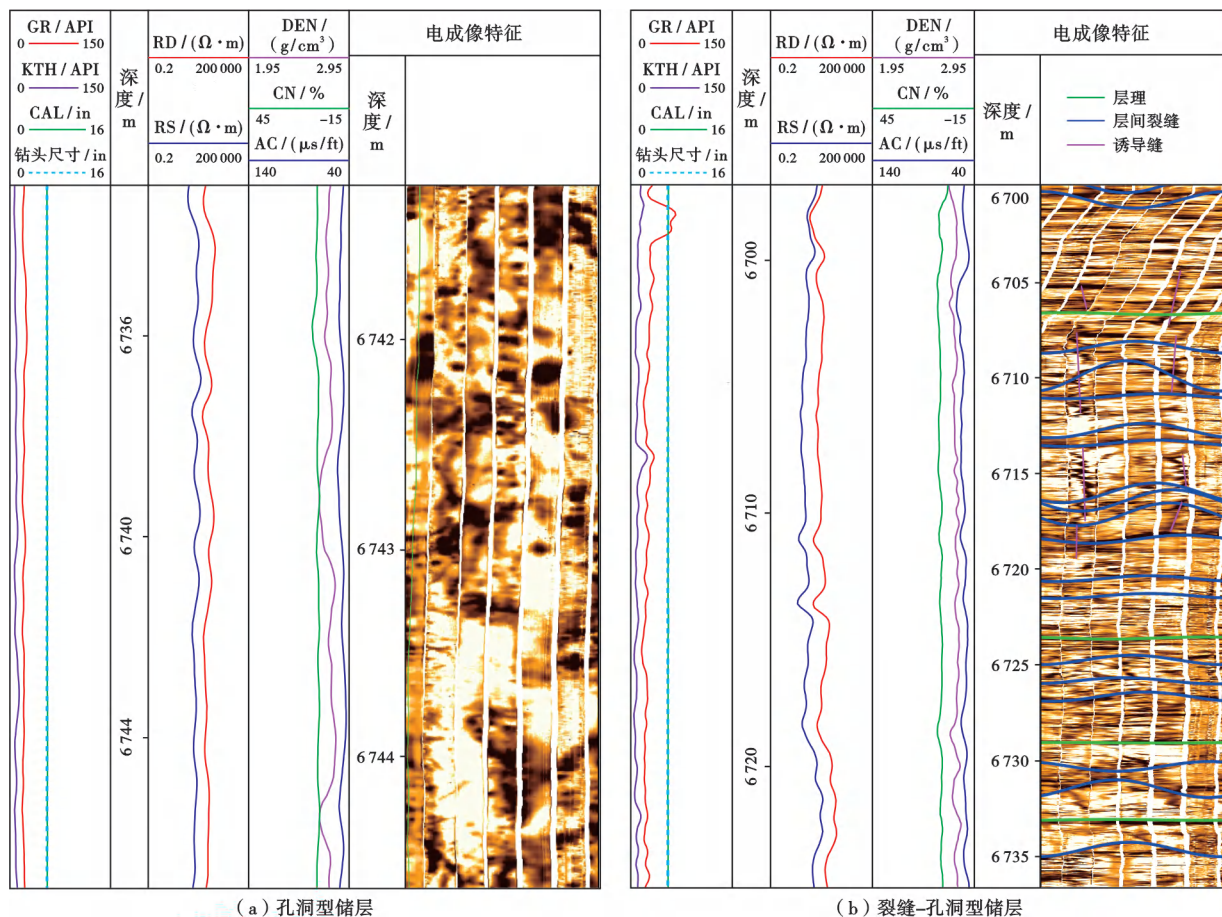 GR / API
0 150
KTH / API
0 150
CAL / in
0 16
钻头尺寸 / in
0 16
深度 / m
RD / (Ω·m)
0.2 200 000
RS / (Ω·m)
0.2 200 000
DEN / (g/cm³)
1.95 2.95
CN / %
45 −15
AC / (μs/ft)
140 40
深度 / m
电成像特征
6 736
6 740
6 744
6 742
6 743
6 744
(a) 孔洞型储层
GR / API
0 150
KTH / API
0 150
CAL / in
0 16
钻头尺寸 / in
0 16
深度 / m
RD / (Ω·m)
0.2 200 000
RS / (Ω·m)
0.2 200 000
DEN / (g/cm³)
1.95 2.95
CN / %
45 −15
AC / (μs/ft)
140 40
深度 / m
电成像特征
层理
层间裂缝
诱导缝
6 700
6 710
6 720
6 700
6 705
6 710
6 715
6 720
6 725
6 730
6 735
(b) 裂缝–孔洞型储层